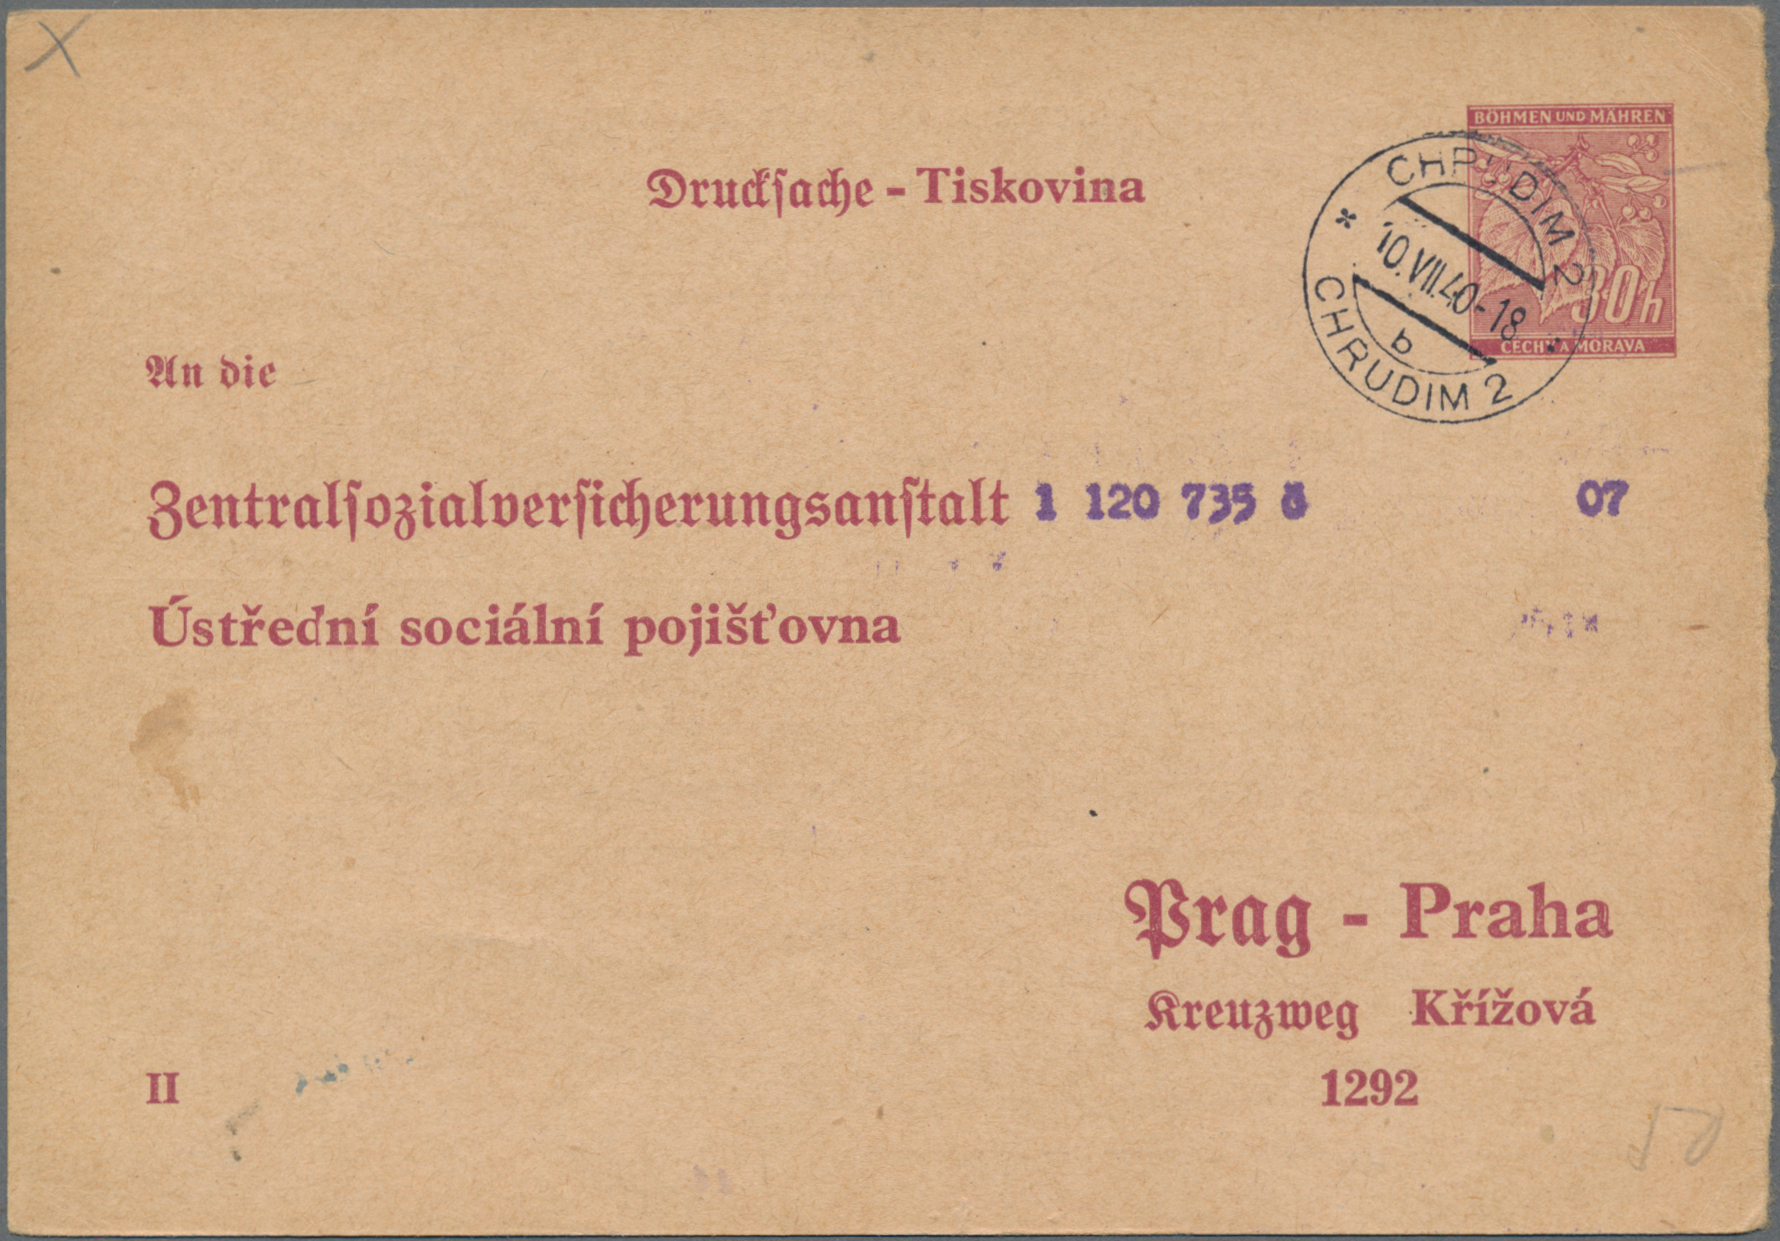 BÖHMEN UND MÄHREN
30h
ČECHY A MORAVA
CHRUDIM 2
10.VII.40-18
b
CHRUDIM 2
Druckſache - Tiskovina
An die
Zentralſozialverſicherungsanſtalt 1 120 735 07
Ústřední sociální pojišťovna
Prag - Praha
Kreuzweg Křížová
1292
II